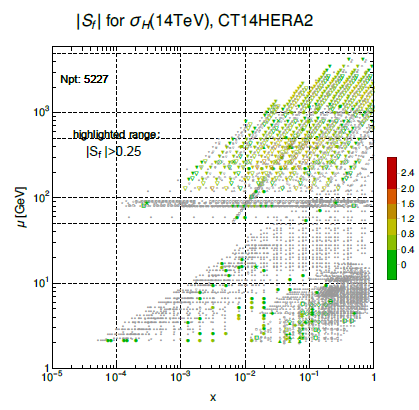 |S_f| for σ_H(14TeV), CT14HERA2
Npt: 5227
highlighted range:
|S_f|>0.25
μ [GeV]
10^3
10^2
10^1
1
10^-5 10^-4 10^-3 10^-2 10^-1 1
x
2.4
2.0
1.6
1.2
0.8
0.4